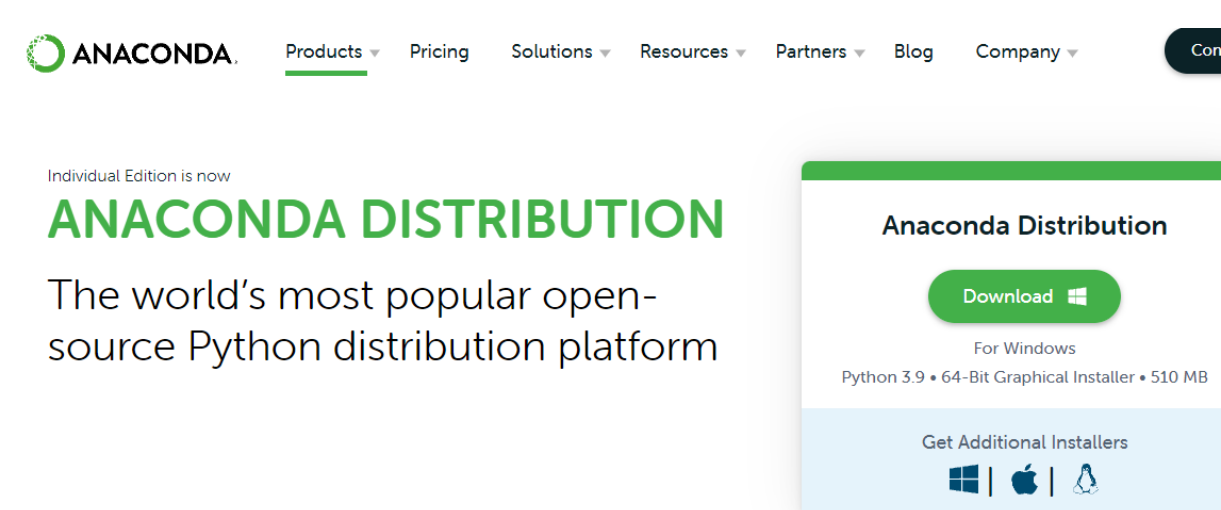 ANACONDA.
Products Pricing Solutions Resources Partners Blog Company
Individual Edition is now
ANACONDA DISTRIBUTION
The world's most popular open-
source Python distribution platform
Anaconda Distribution
Download
For Windows
Python 3.9 • 64-Bit Graphical Installer • 510 MB
Get Additional Installers
| |